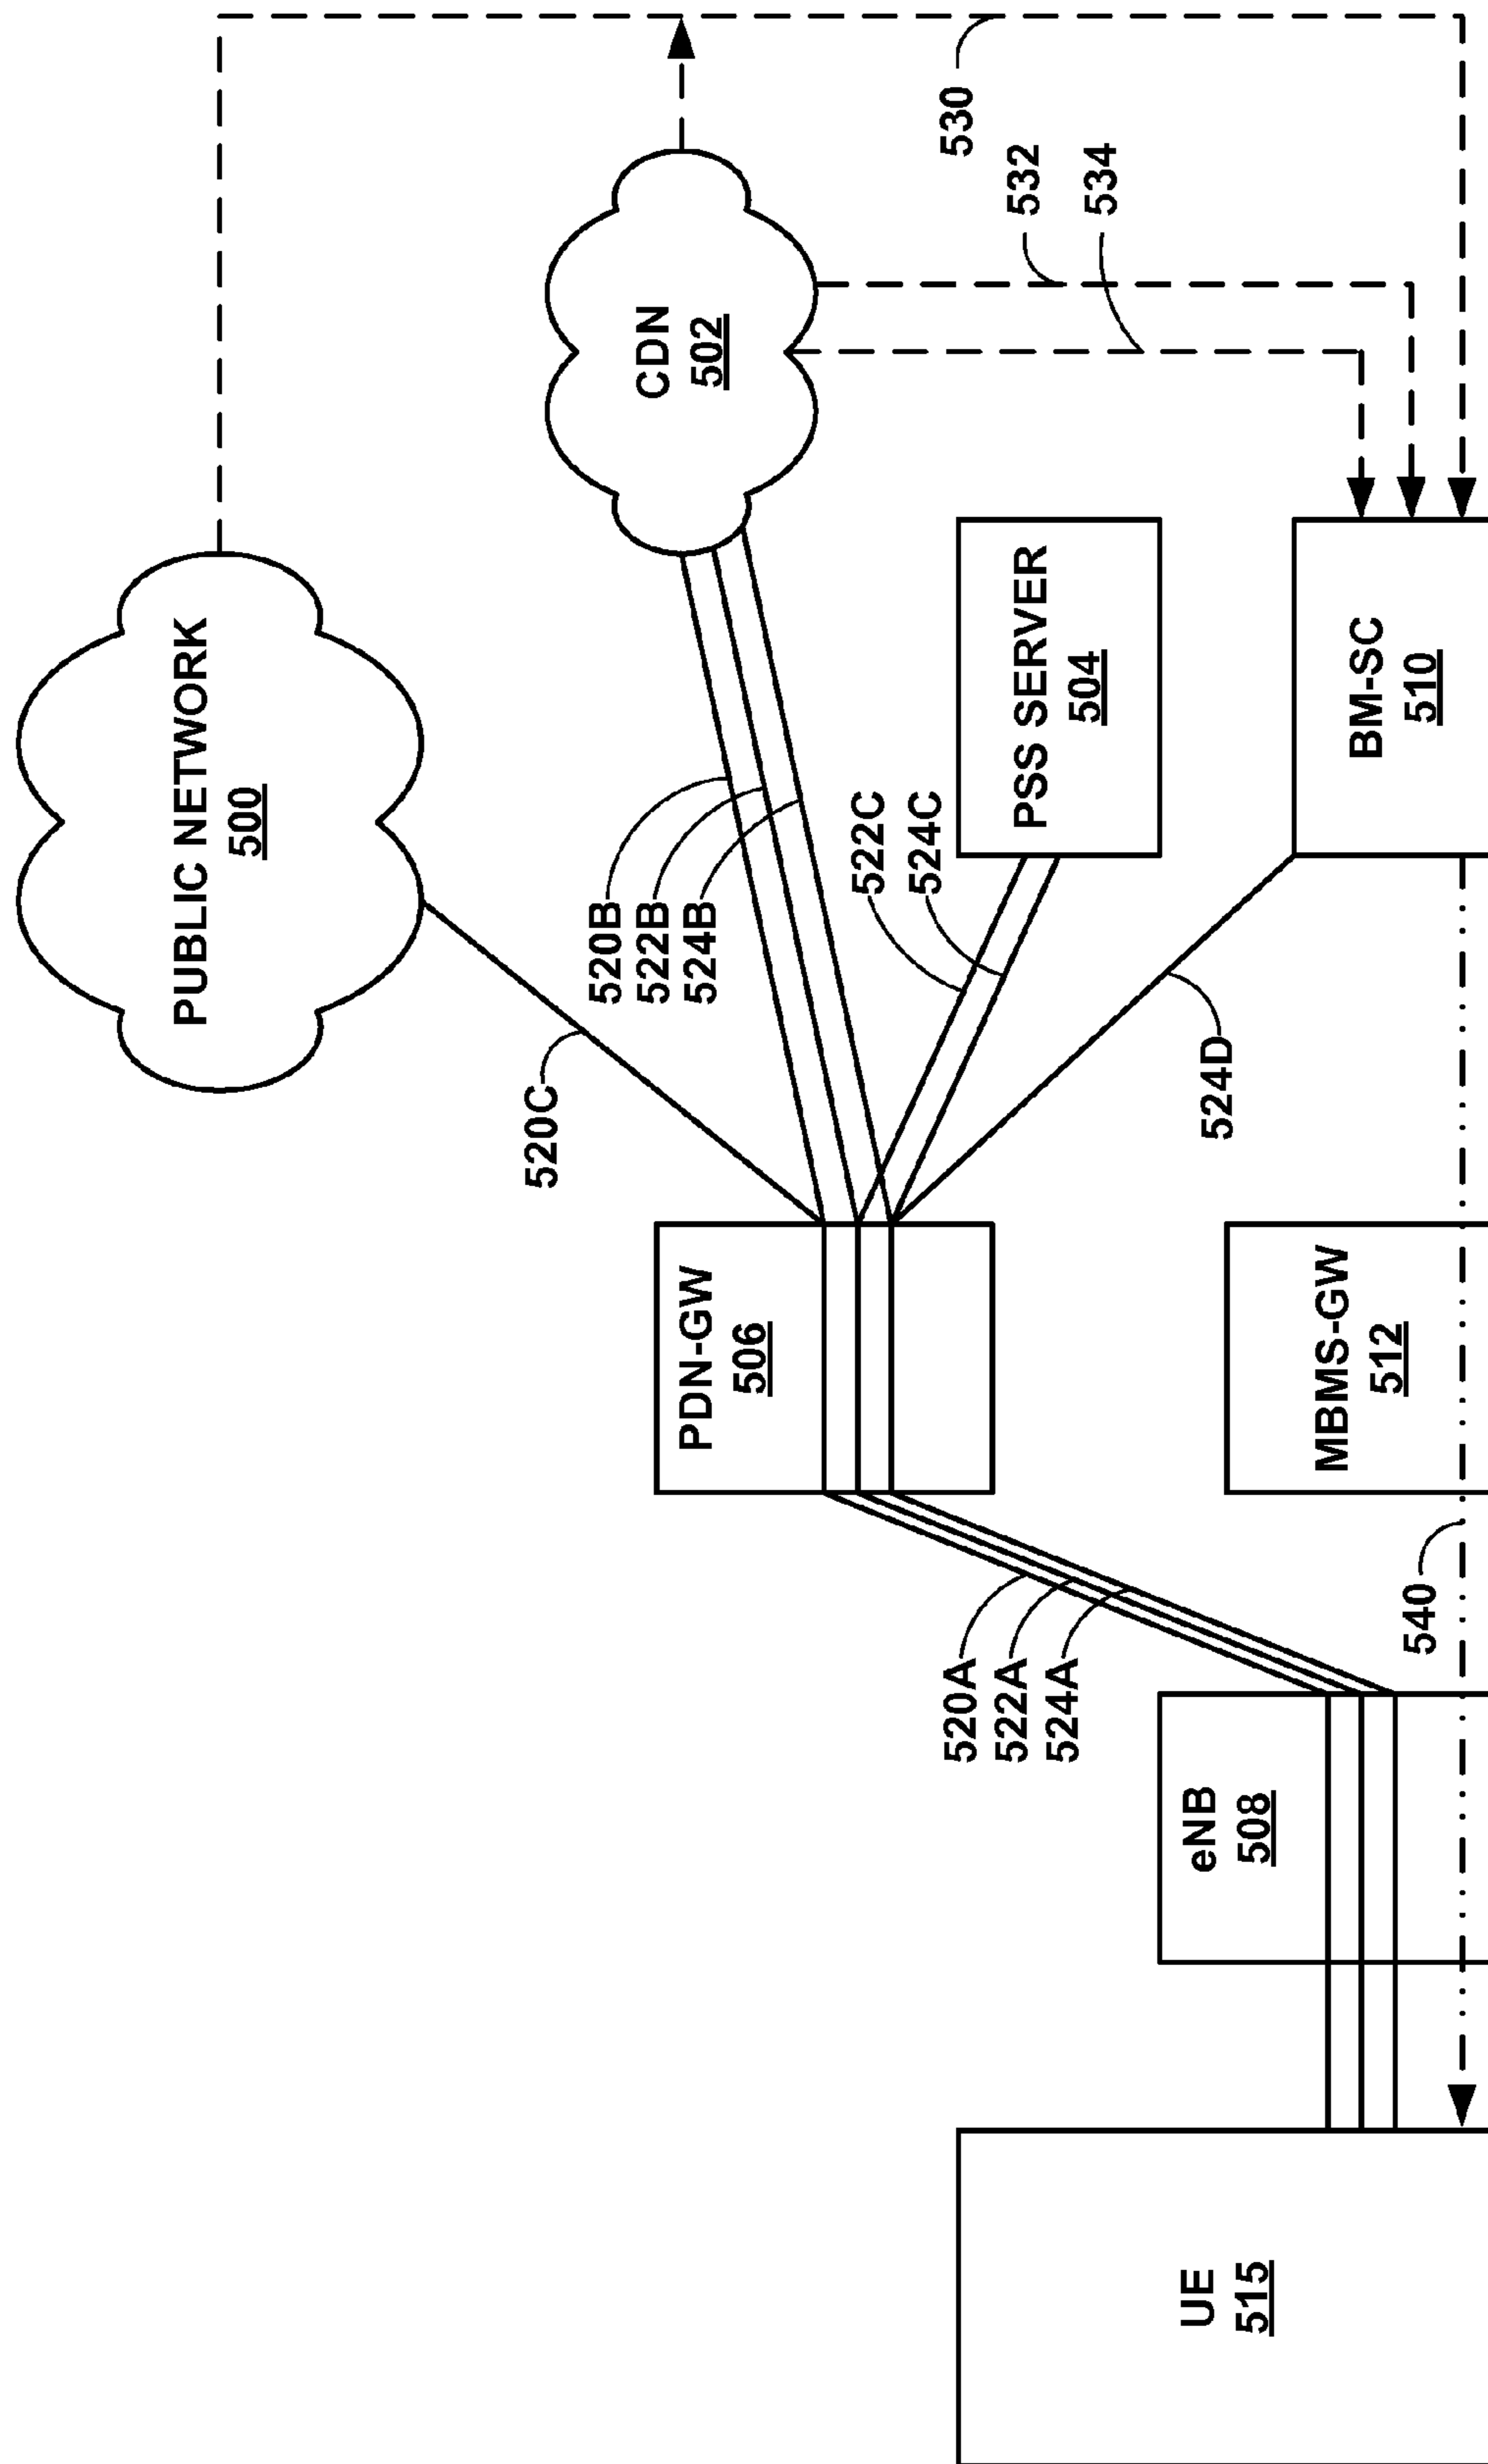 PUBLIC NETWORK
500
CDN
502
530
532
534
520C
520B
522B
524B
522C
524C
PSS SERVER
504
524D
BM-SC
510
PDN-GW
506
MBMS-GW
512
520A
522A
524A
540
eNB
508
UE
515